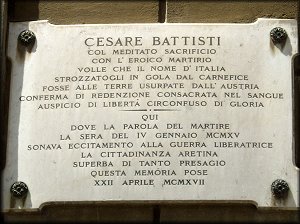 CESARE BATTISTI
COL MEDITATO SACRIFICIO
CON L'EROICO MARTIRIO
VOLLE CHE IL NOME D'ITALIA
STROZZATOGLI IN GOLA DAL CARNEFICE
FOSSE ALLE TERRE USURPATE DALL'AUSTRIA
CONFERMA DI REDENZIONE CONSACRATA NEL SANGUE
AUSPICIO DI LIBERTÀ CIRCONFUSO DI GLORIA
QUI
DOVE LA PAROLA DEL MARTIRE
LA SERA DEL IV GENNAIO MCMXV
SONAVA ECCITAMENTO ALLA GUERRA LIBERATRICE
LA CITTADINANZA ARETINA
SUPERBA DI TANTO PRESAGIO
QUESTA MEMORIA POSE
XXII APRILE MCMXVII